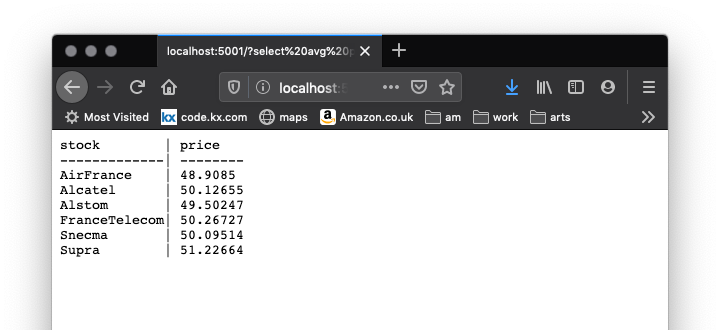 localhost:5001/?select%20avg%20p
localhost:5
kx
Most Visited kx code.kx.com maps a Amazon.co.uk am work arts
stock | price
-------------| --------
AirFrance | 48.9085
Alcatel | 50.12655
Alstom | 49.50247
FranceTelecom| 50.26727
Snecma | 50.09514
Supra | 51.22664